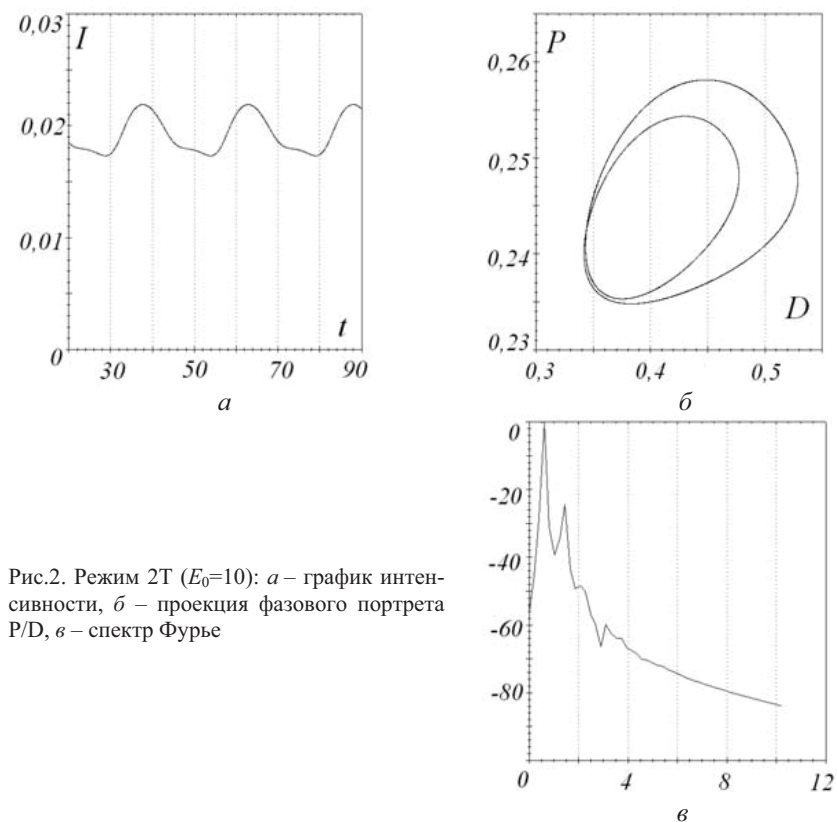 0,03
I
0,02
0,01
0
30
50
70
90
t
а
P
0,26
0,25
0,24
0,23
0,3
0,4
0,5
D
б
0
-20
-40
-60
-80
0
4
8
12
в
Рис.2. Режим 2Т (E₀=10): а – график интен-
сивности, б – проекция фазового портрета
P/D, в – спектр Фурье